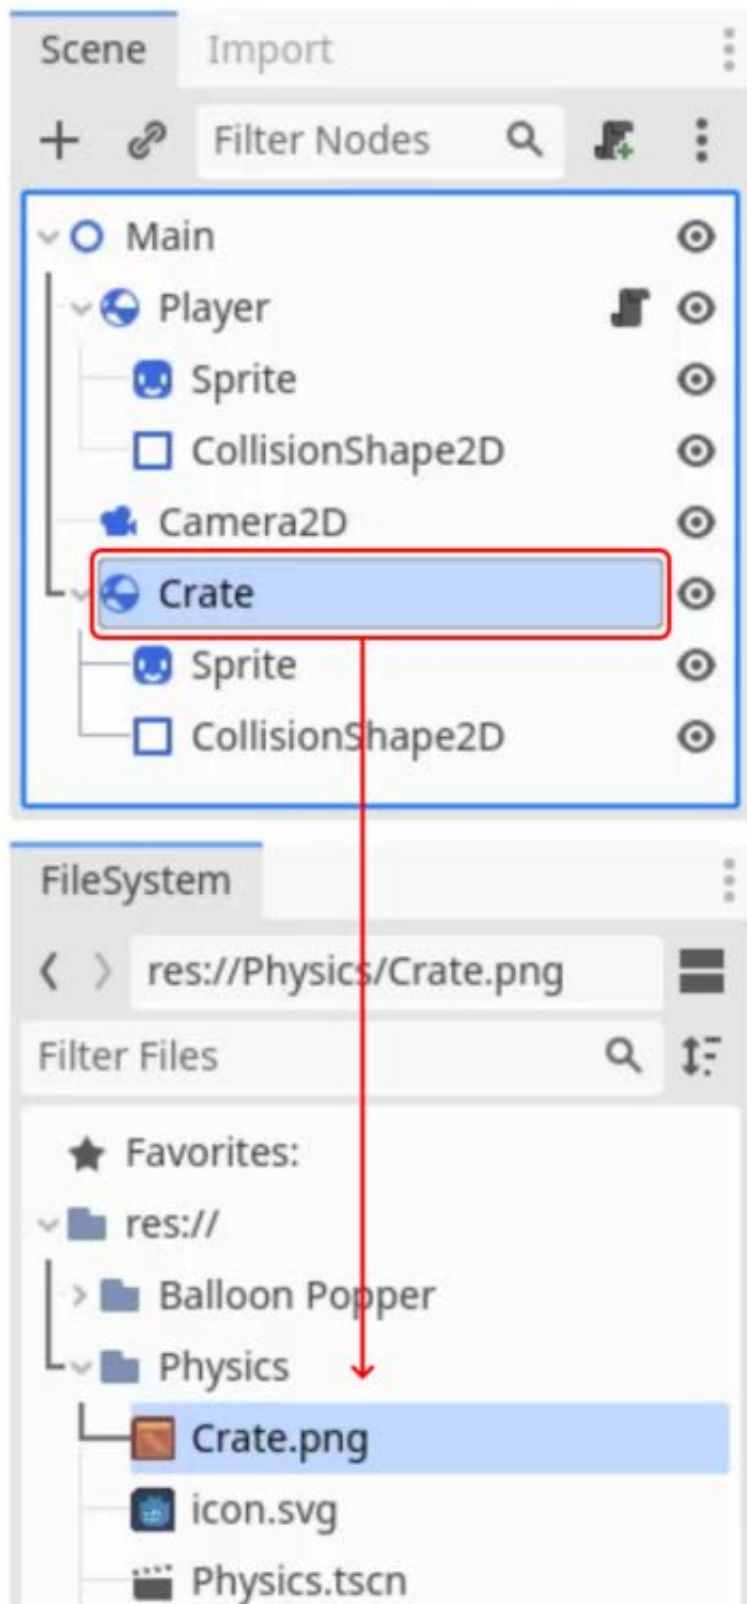 Scene Import
Filter Nodes
Main
Player
Sprite
CollisionShape2D
Camera2D
Crate
Sprite
CollisionShape2D
FileSystem
res://Physics/Crate.png
Filter Files
Favorites:
res://
Balloon Popper
Physics
Crate.png
icon.svg
Physics.tscn